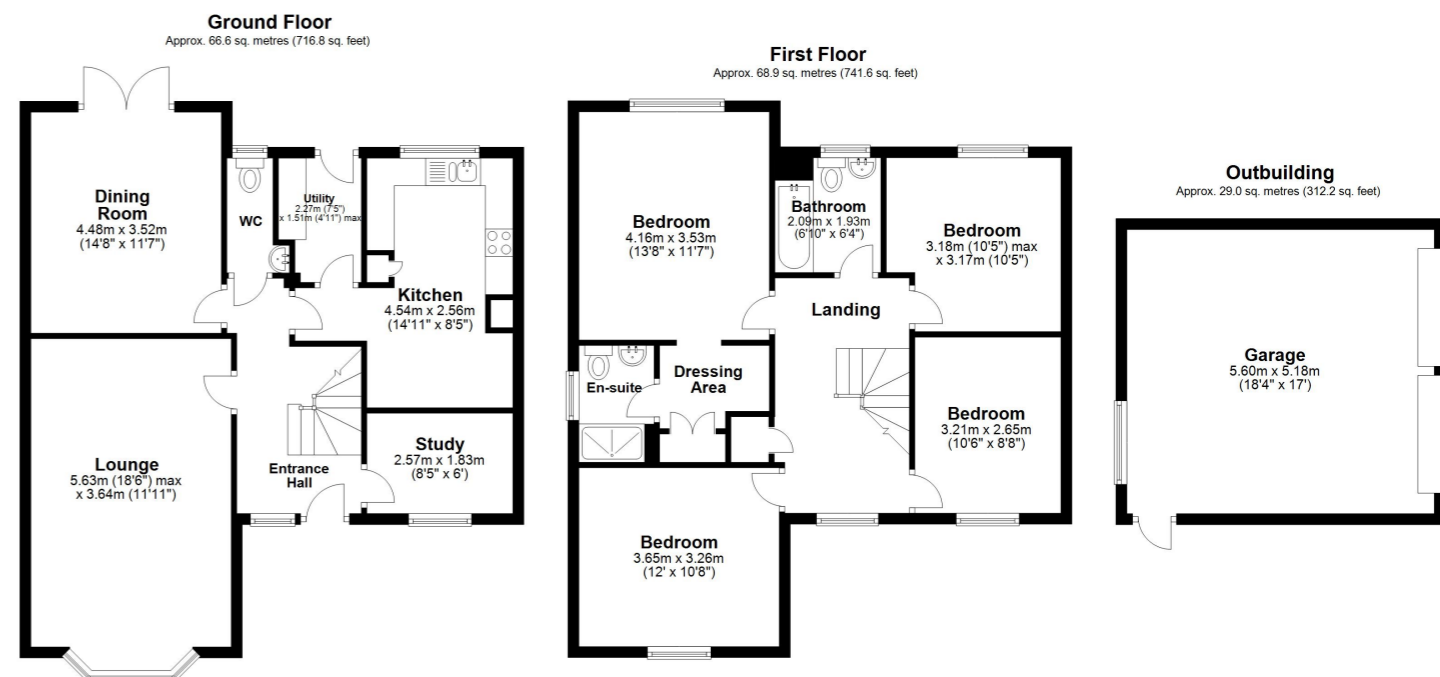 Ground Floor
Approx. 66.6 sq. metres (716.8 sq. feet)
Dining
Room
4.48m x 3.52m
(14'8" x 11'7")
WC
Utility
2.27m (7'5")
x 1.51m (4'11") max
Kitchen
4.54m x 2.56m
(14'11" x 8'5")
Lounge
5.63m (18'6") max
x 3.64m (11'11")
Entrance
Hall
Study
2.57m x 1.83m
(8'5" x 6')
First Floor
Approx. 68.9 sq. metres (741.6 sq. feet)
Bedroom
4.16m x 3.53m
(13'8" x 11'7")
Bathroom
2.09m x 1.93m
(6'10" x 6'4")
Bedroom
3.18m (10'5") max
x 3.17m (10'5")
Landing
En-suite
Dressing
Area
Bedroom
3.21m x 2.65m
(10'6" x 8'8")
Bedroom
3.65m x 3.26m
(12' x 10'8")
Outbuilding
Approx. 29.0 sq. metres (312.2 sq. feet)
Garage
5.60m x 5.18m
(18'4" x 17')